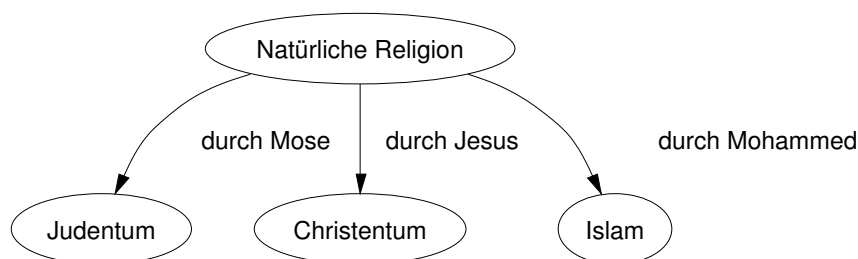 Natürliche Religion
durch Mose
durch Jesus
durch Mohammed
Judentum
Christentum
Islam